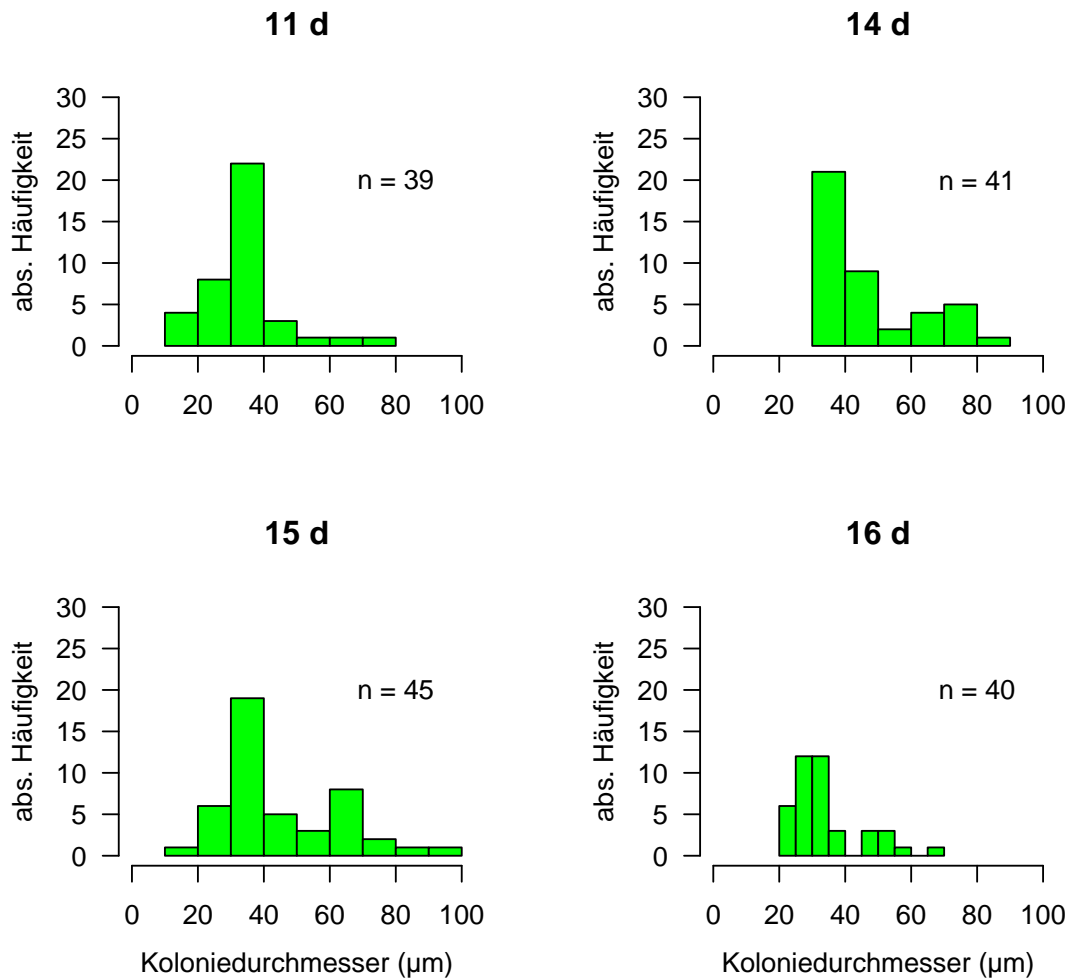 11 d
14 d
abs. Häufigkeit
30
25
20
15
10
5
0
n = 39
0 20 40 60 80 100
abs. Häufigkeit
30
25
20
15
10
5
0
n = 41
0 20 40 60 80 100
15 d
16 d
abs. Häufigkeit
30
25
20
15
10
5
0
n = 45
0 20 40 60 80 100
Koloniedurchmesser (µm)
abs. Häufigkeit
30
25
20
15
10
5
0
n = 40
0 20 40 60 80 100
Koloniedurchmesser (µm)